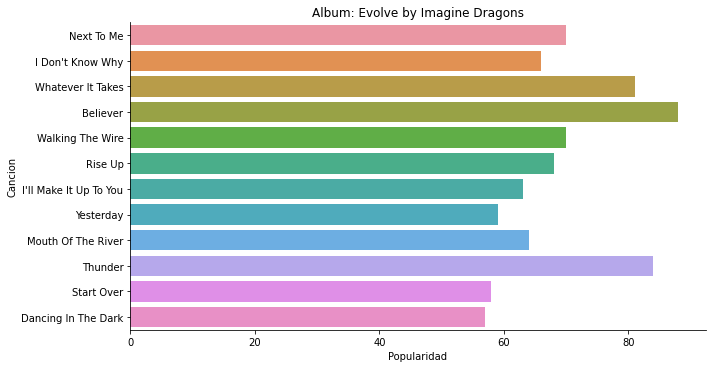 Album: Evolve by Imagine Dragons
Cancion
Next To Me
I Don't Know Why
Whatever It Takes
Believer
Walking The Wire
Rise Up
I'll Make It Up To You
Yesterday
Mouth Of The River
Thunder
Start Over
Dancing In The Dark
0 20 40 60 80
Popularidad